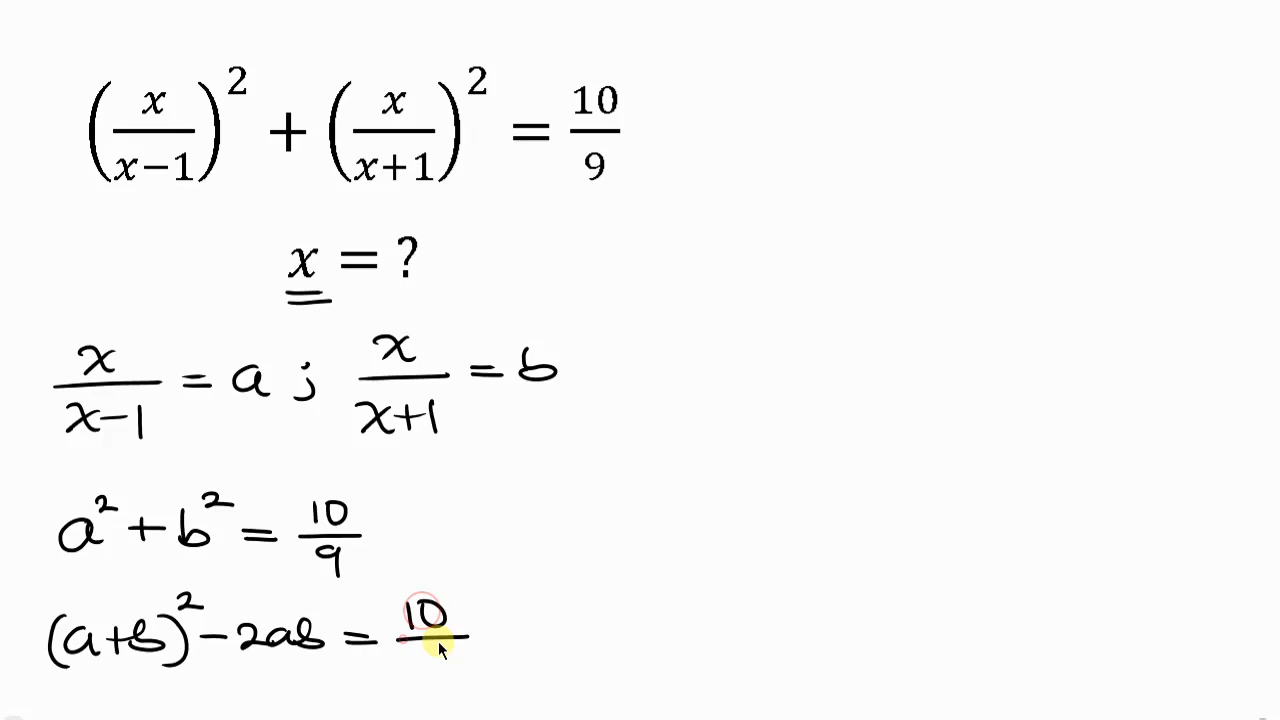 (x/(x−1))² + (x/(x+1))² = 10/9
x = ?
x/(x−1) = a ; x/(x+1) = b
a² + b² = 10/9
(a+b)² − 2ab = 10/